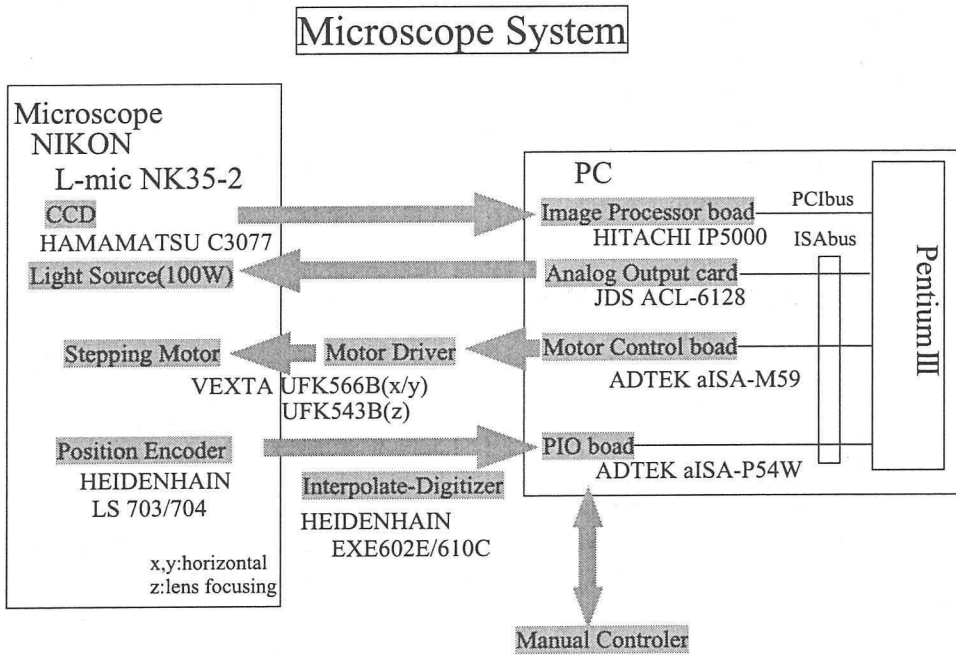 Microscope System
Microscope
NIKON
L-mic NK35-2
CCD
HAMAMATSU C3077
Light Source(100W)
Stepping Motor
Motor Driver
VEXTA UFK566B(x/y)
UFK543B(z)
Position Encoder
HEIDENHAIN
LS 703/704
Interpolate-Digitizer
HEIDENHAIN
EXE602E/610C
x,y:horizontal
z:lens focusing
PC
Image Processor boad
HITACHI IP5000
PCIbus
ISAbus
Analog Output card
JDS ACL-6128
Motor Control boad
ADTEK aISA-M59
PIO boad
ADTEK aISA-P54W
Pentium III
Manual Controler